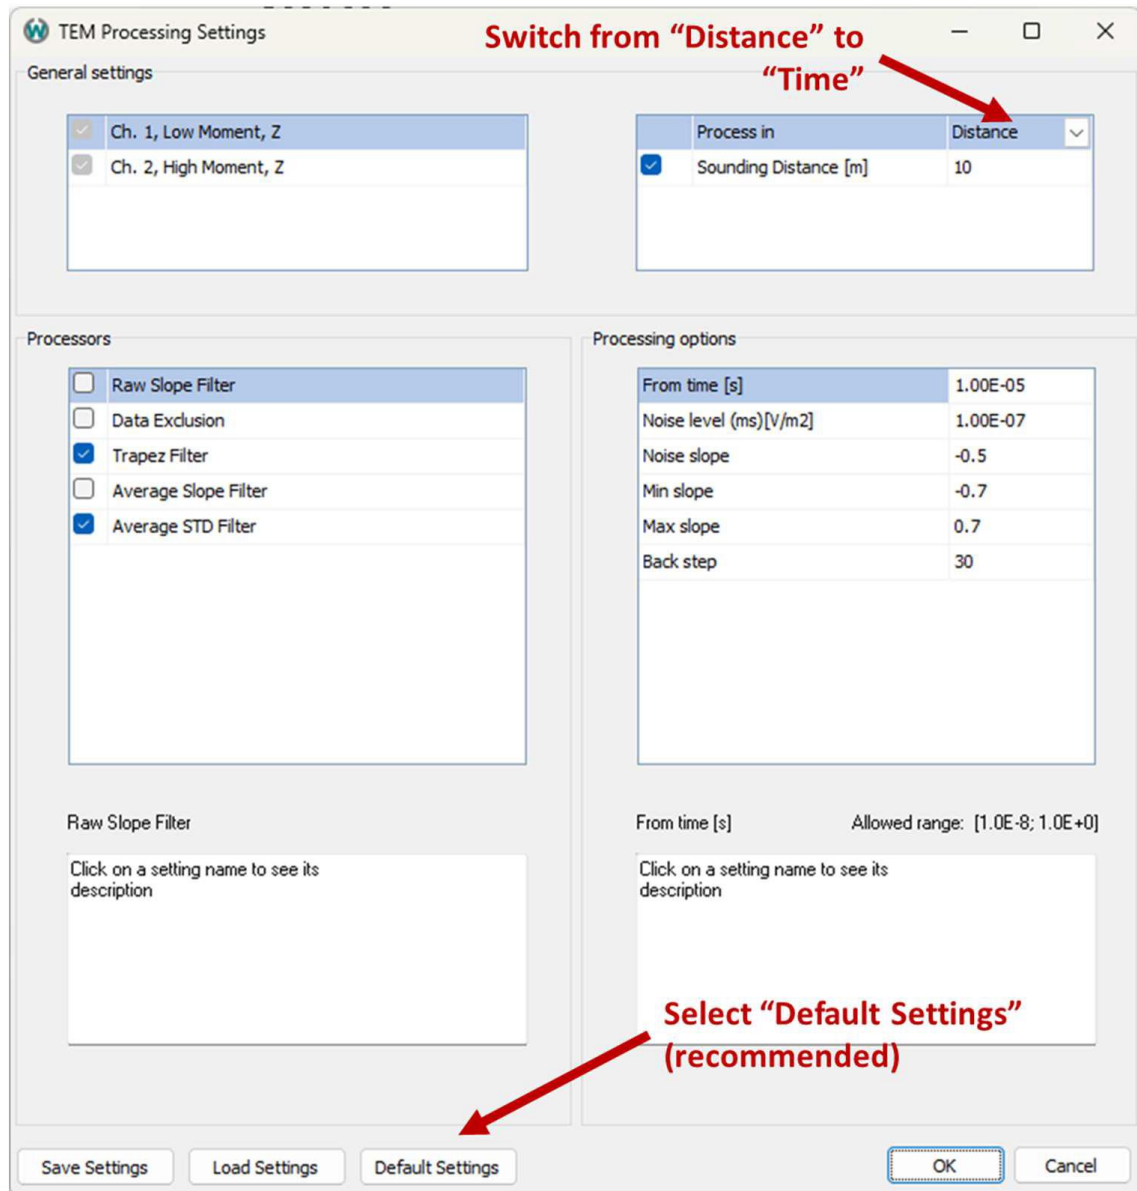 TEM Processing Settings
Switch from “Distance” to
“Time”
General settings
Ch. 1, Low Moment, Z
Ch. 2, High Moment, Z
Process in Distance
Sounding Distance [m] 10
Processors
Raw Slope Filter
Data Exclusion
Trapez Filter
Average Slope Filter
Average STD Filter
Processing options
From time [s] 1.00E-05
Noise level (ms)[V/m2] 1.00E-07
Noise slope -0.5
Min slope -0.7
Max slope 0.7
Back step 30
Raw Slope Filter
Click on a setting name to see its
description
From time [s] Allowed range: [1.0E-8; 1.0E+0]
Click on a setting name to see its
description
Select “Default Settings”
(recommended)
Save Settings Load Settings Default Settings OK Cancel